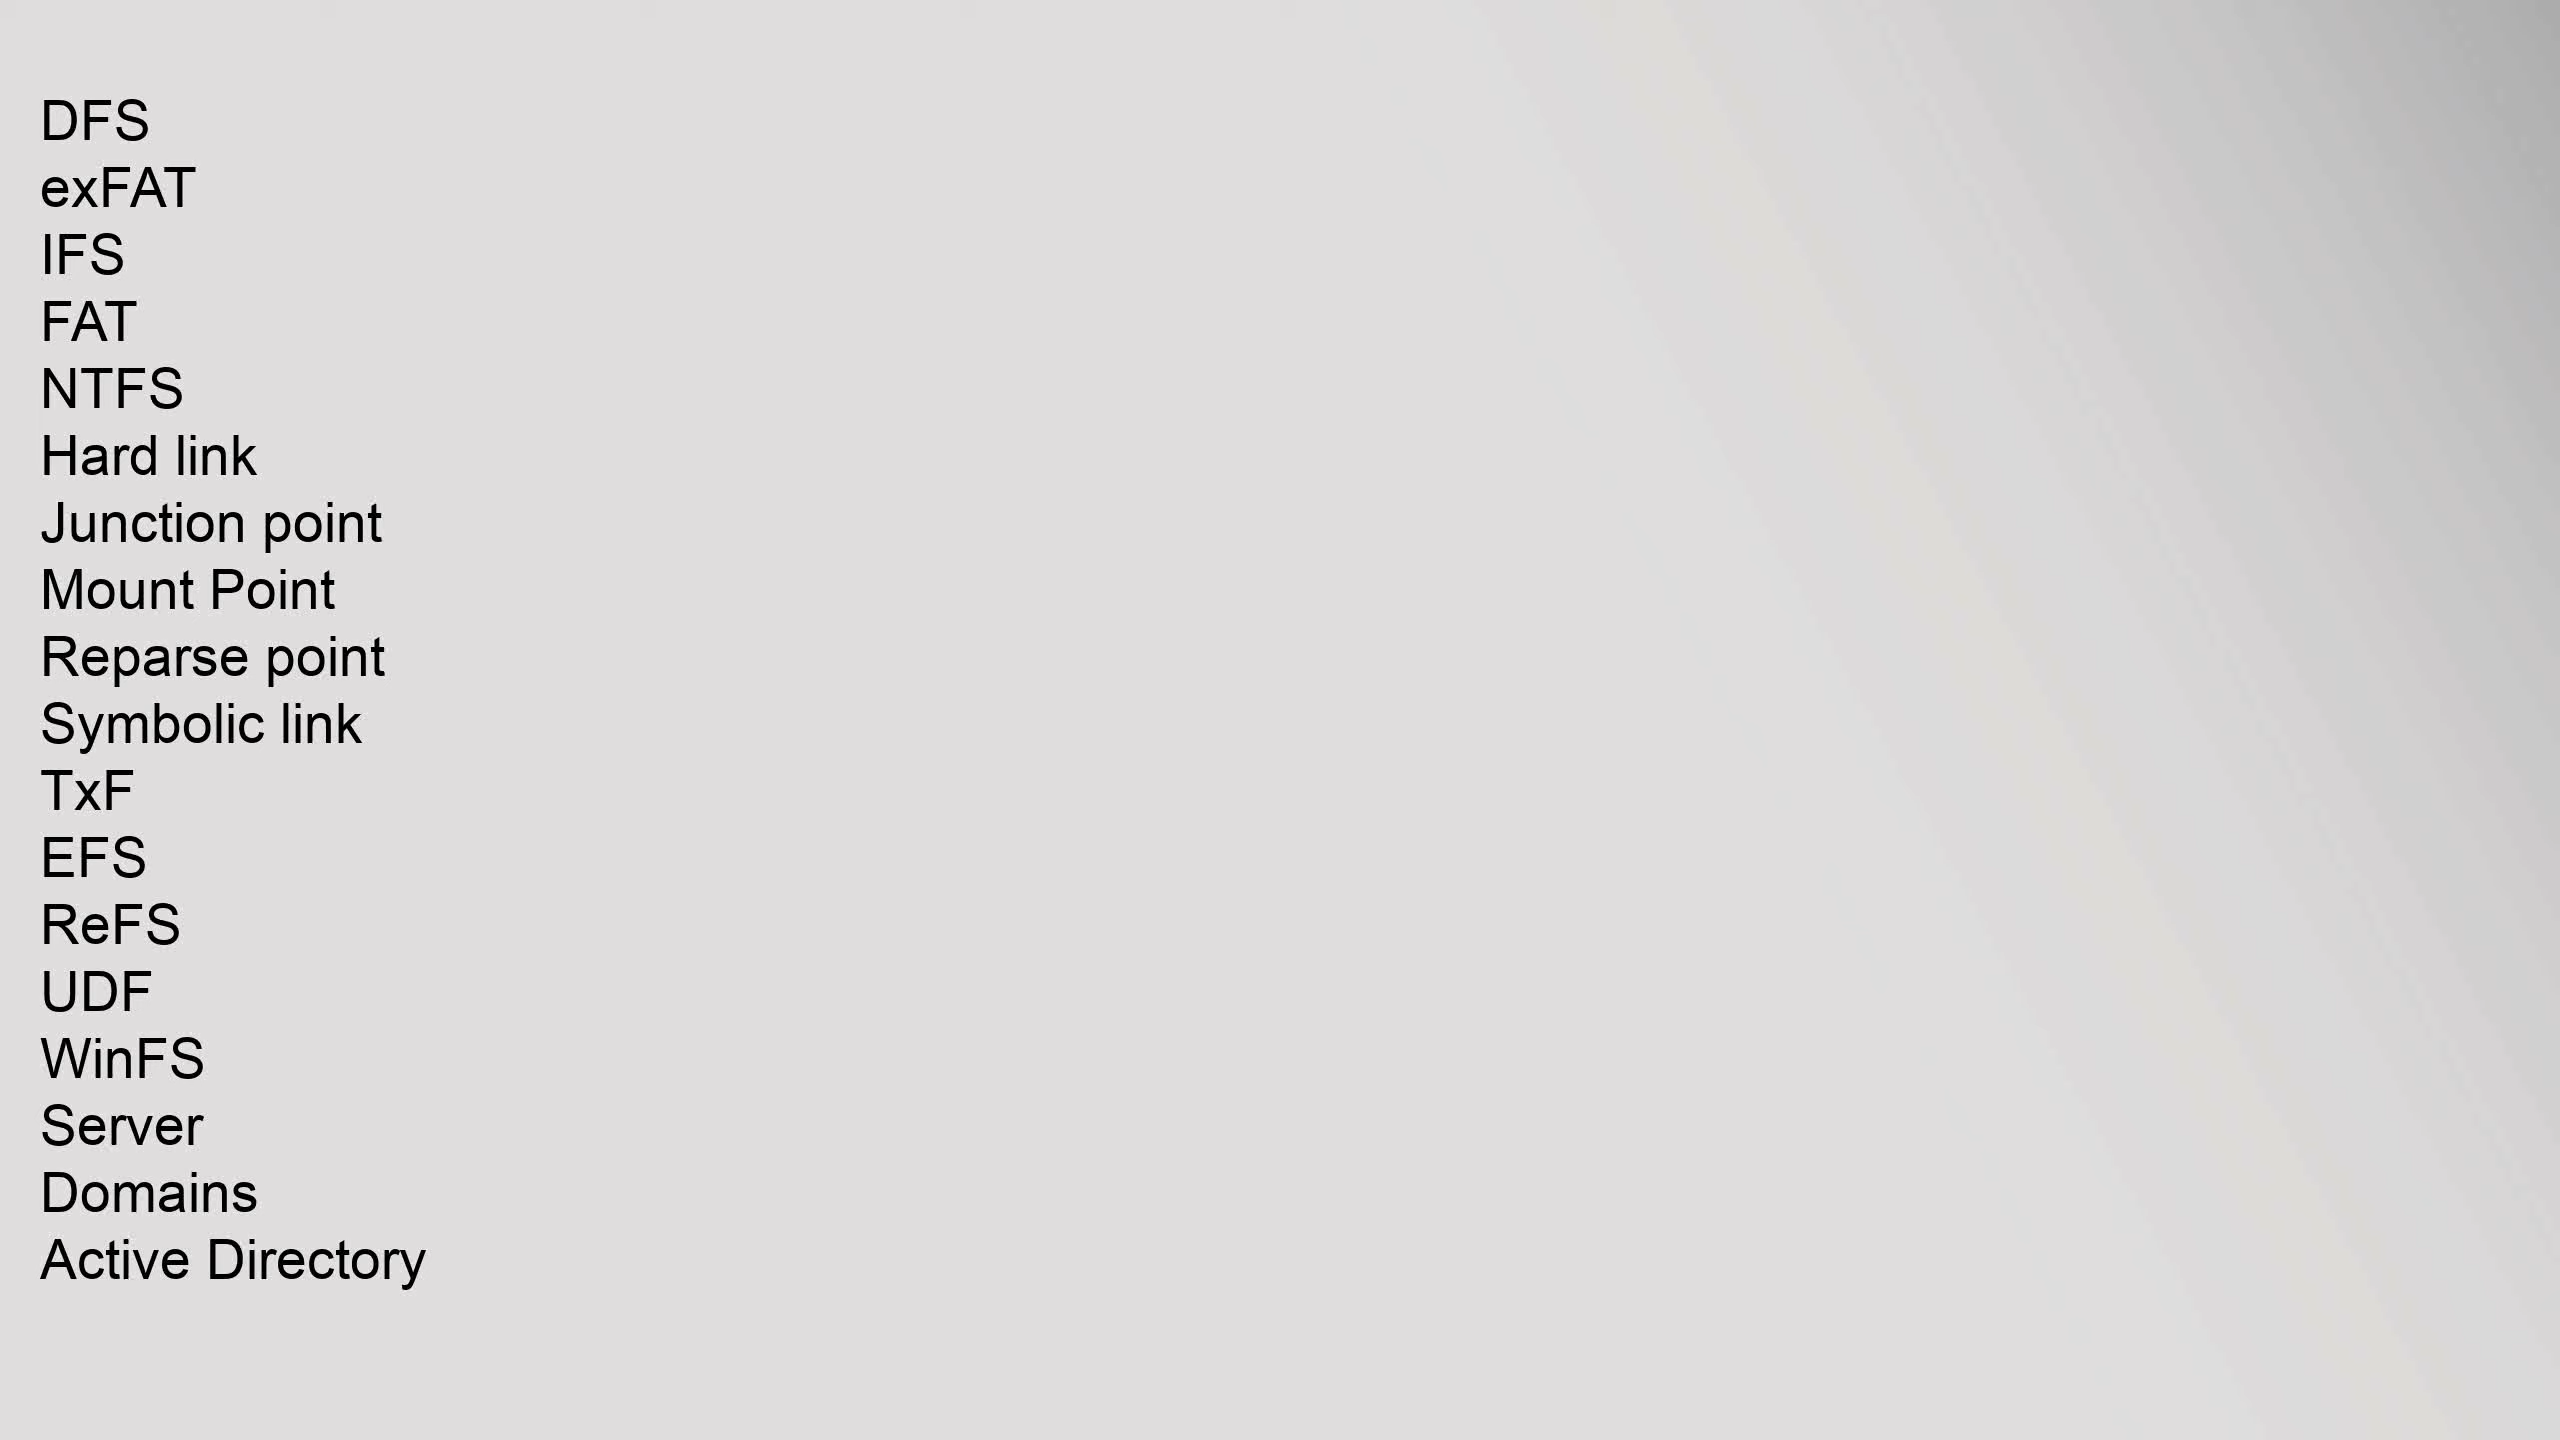 DFS
exFAT
IFS
FAT
NTFS
Hard link
Junction point
Mount Point
Reparse point
Symbolic link
TxF
EFS
ReFS
UDF
WinFS
Server
Domains
Active Directory